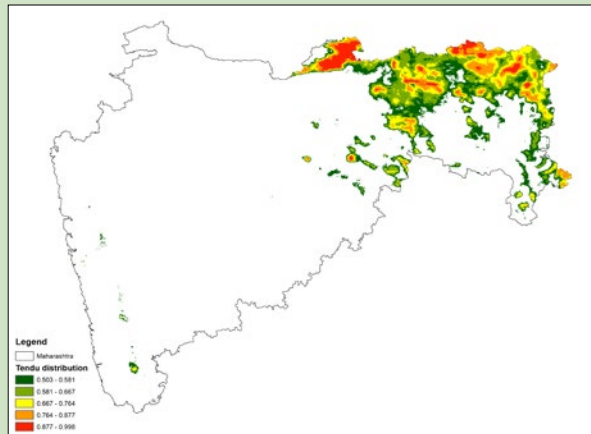 Legend
Maharashtra
Tendu distribution
0.503 - 0.581
0.581 - 0.667
0.667 - 0.764
0.764 - 0.877
0.877 - 0.998